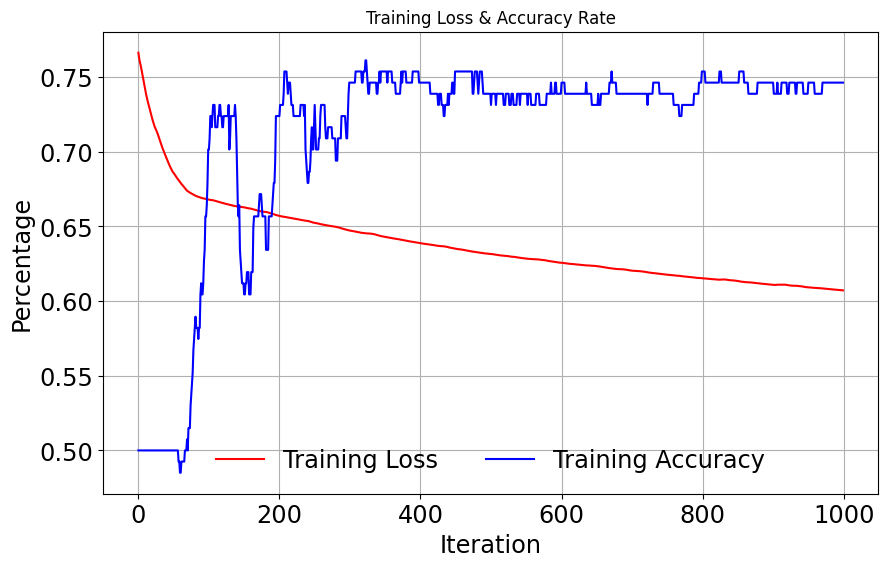 Training Loss & Accuracy Rate
Percentage
0.75
0.70
0.65
0.60
0.55
0.50
Training Loss
Training Accuracy
0
200
400
600
800
1000
Iteration